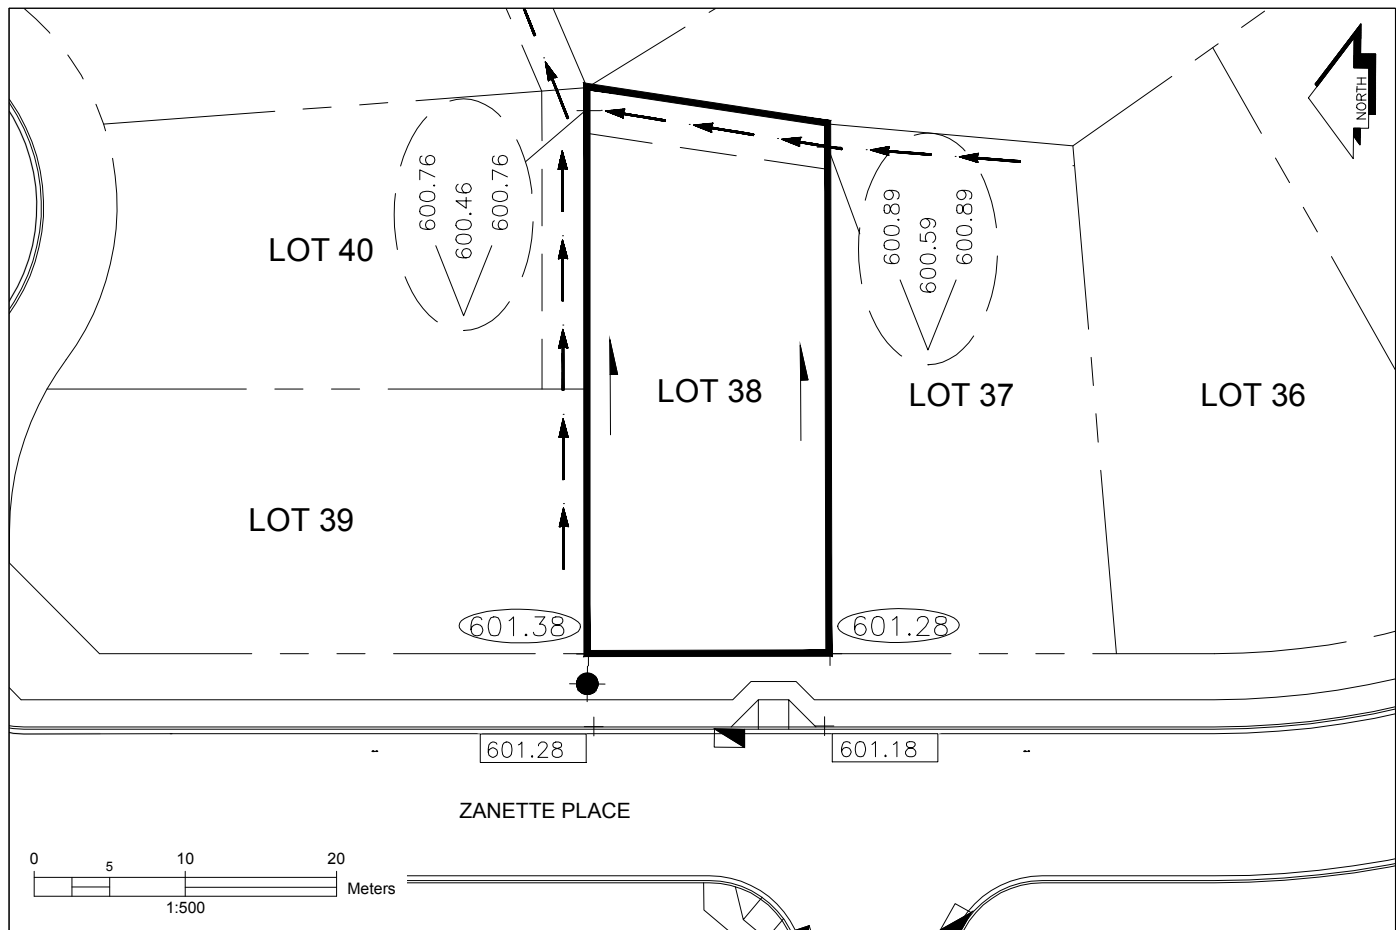 NORTH
600.76
600.46
600.76
600.89
600.59
600.89
LOT 40
LOT 38
LOT 37
LOT 36
LOT 39
601.38
601.28
601.28
601.18
ZANETTE PLACE
0
5
10
20
Meters
1:500